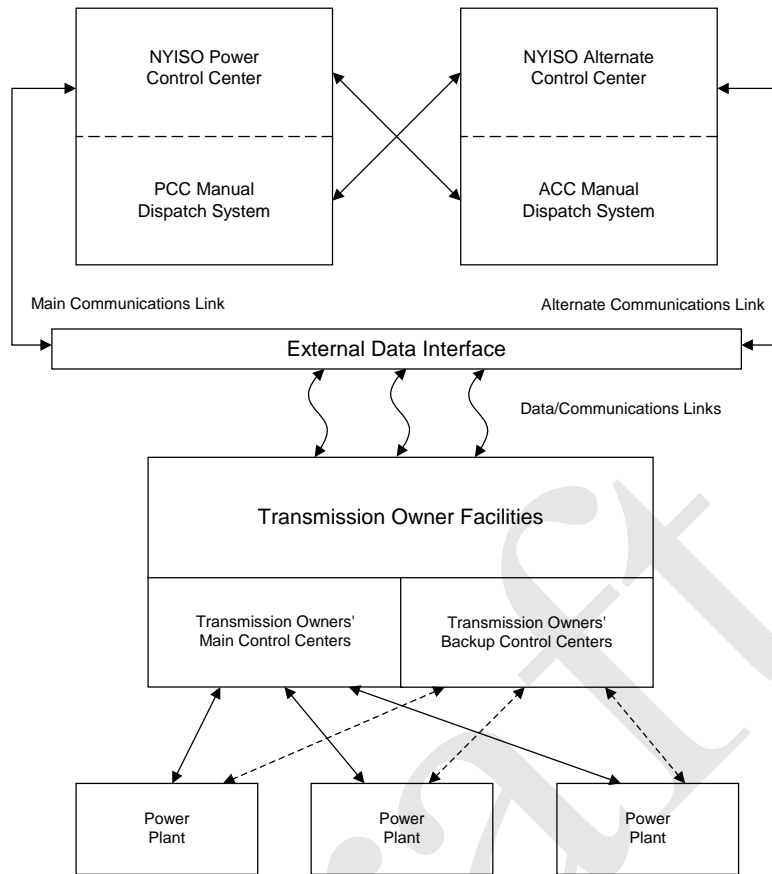 NYISO Power
Control Center
NYISO Alternate
Control Center
PCC Manual
Dispatch System
ACC Manual
Dispatch System
Main Communications Link
Alternate Communications Link
External Data Interface
Data/Communications Links
Transmission Owner Facilities
Transmission Owners'
Main Control Centers
Transmission Owners'
Backup Control Centers
Power
Plant
Power
Plant
Power
Plant